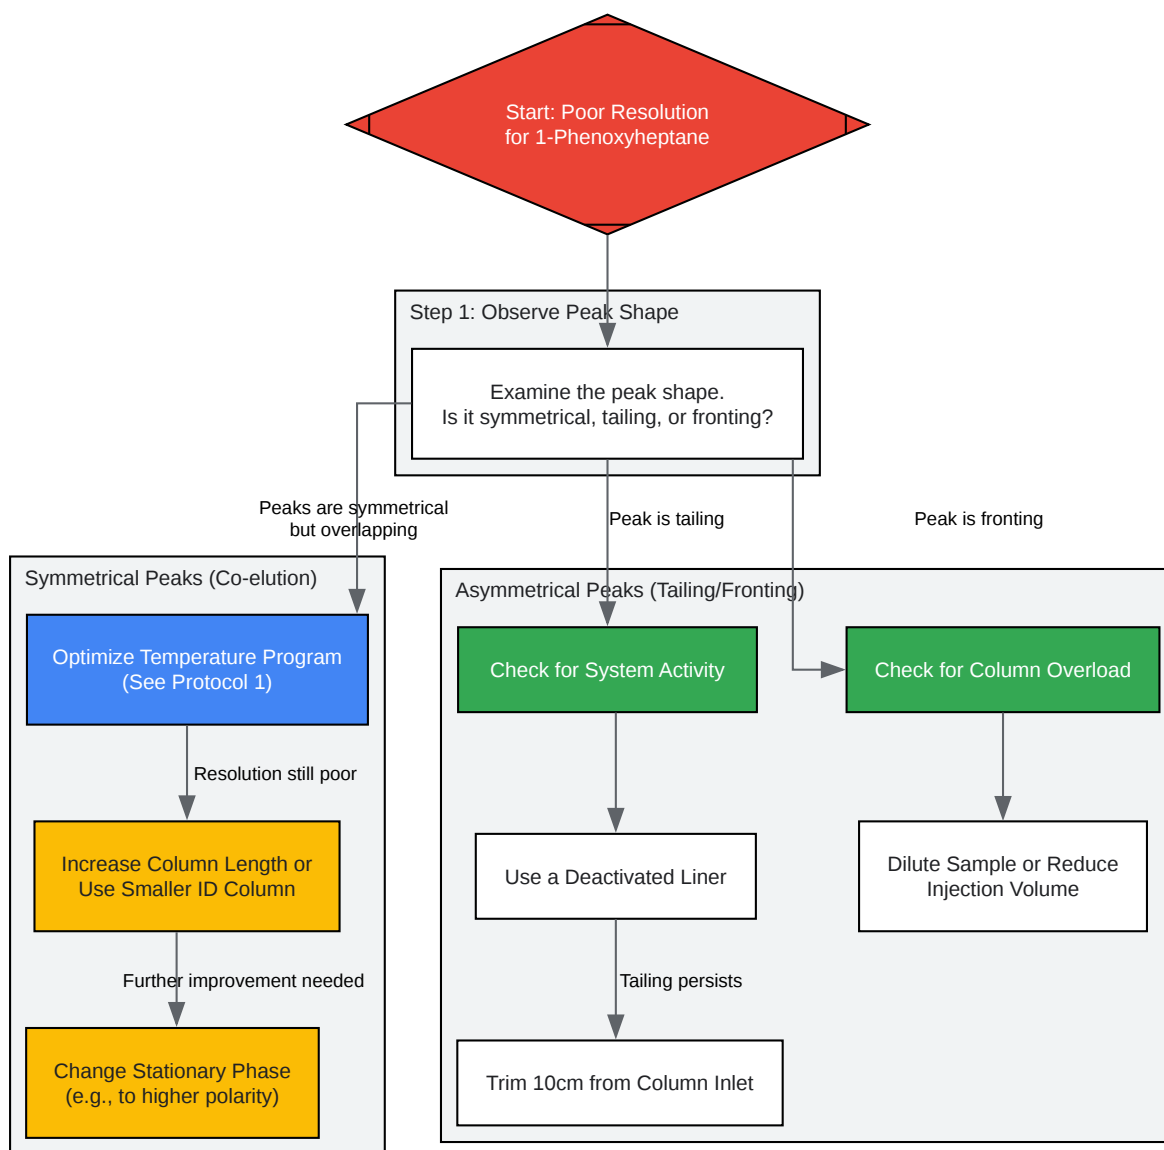 Start: Poor Resolution
for 1-Phenoxyheptane
Step 1: Observe Peak Shape
Examine the peak shape.
Is it symmetrical, tailing, or fronting?
Peaks are symmetrical
but overlapping
Peak is tailing
Peak is fronting
Symmetrical Peaks (Co-elution)
Optimize Temperature Program
(See Protocol 1)
Resolution still poor
Increase Column Length or
Use Smaller ID Column
Further improvement needed
Change Stationary Phase
(e.g., to higher polarity)
Asymmetrical Peaks (Tailing/Fronting)
Check for System Activity
Use a Deactivated Liner
Tailing persists
Trim 10cm from Column Inlet
Check for Column Overload
Dilute Sample or Reduce
Injection Volume